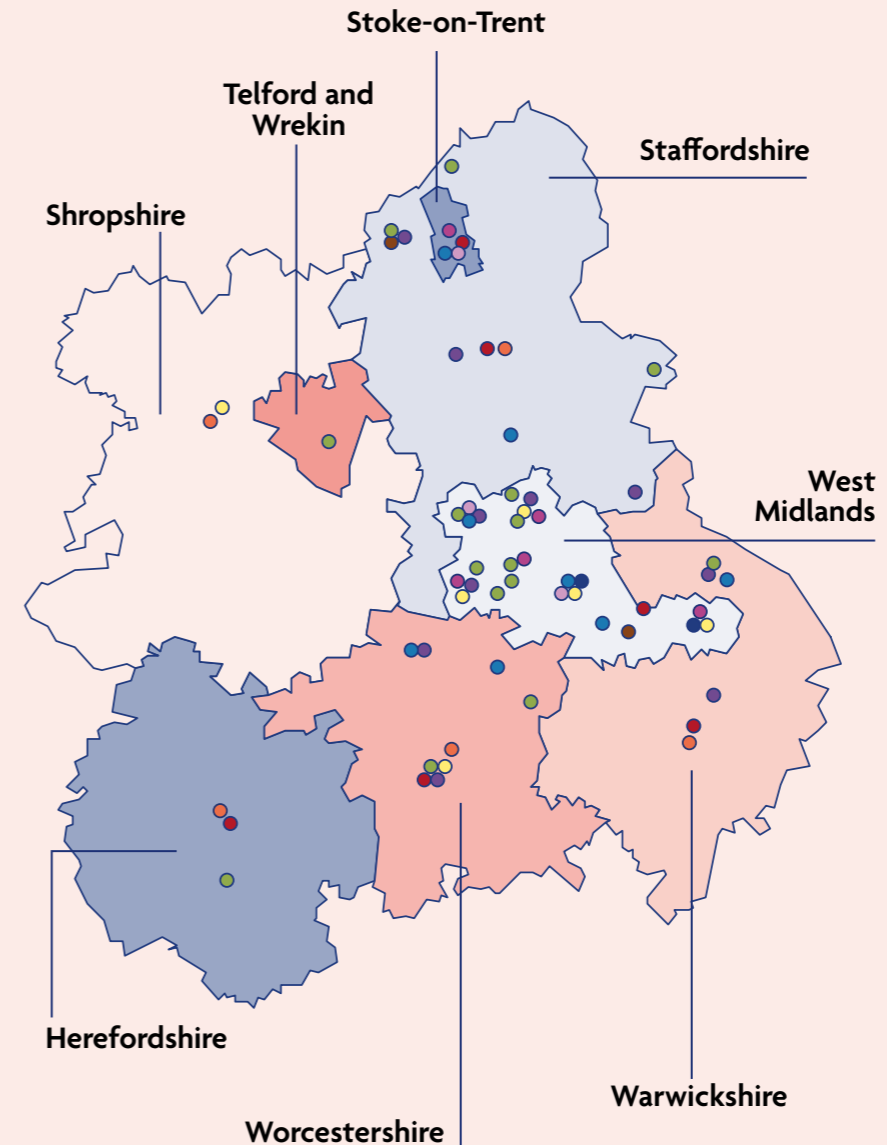 Stoke-on-Trent
Telford and
Wrekin
Staffordshire
Shropshire
West
Midlands
Herefordshire
Warwickshire
Worcestershire